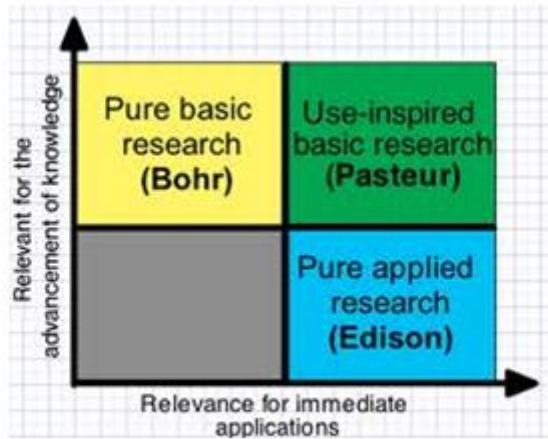 Relevant for the
advancement of knowledge
Pure basic
research
(Bohr)
Use-inspired
basic research
(Pasteur)
Pure applied
research
(Edison)
Relevance for immediate
applications